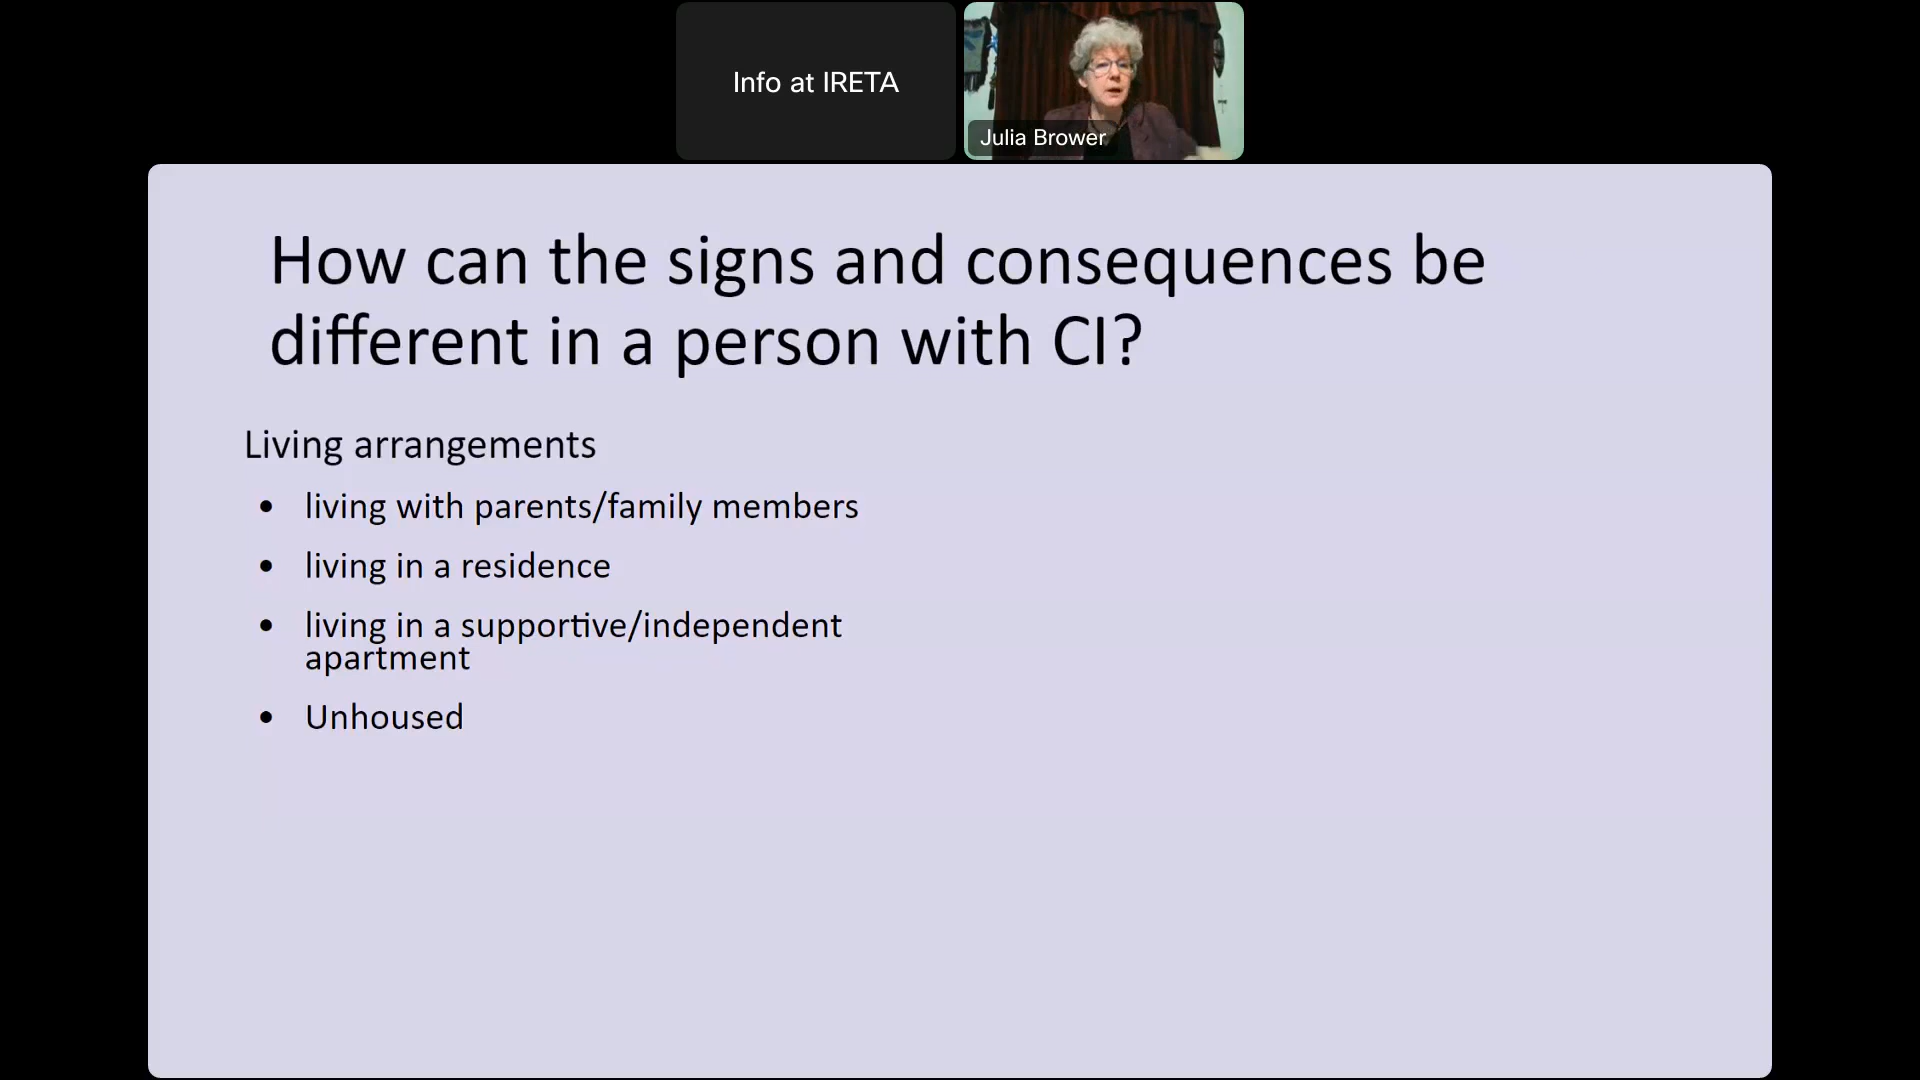 Info at IRETA
Julia Brower
How can the signs and consequences be
different in a person with CI?
Living arrangements
• living with parents/family members
• living in a residence
• living in a supportive/independent
apartment
• Unhoused